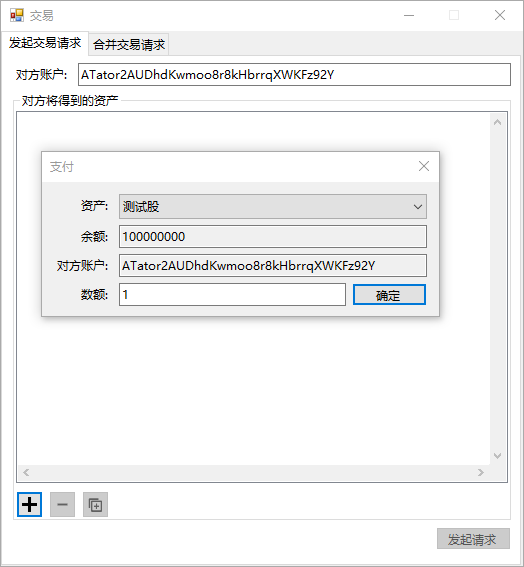 交易
发起交易请求 合并交易请求
对方账户: ATator2AUDhdKwmoo8r8kHbrrqXWKFz92Y
对方将得到的资产
支付
资产: 测试股
余额: 100000000
对方账户: ATator2AUDhdKwmoo8r8kHbrrqXWKFz92Y
数额: 1 确定
发起请求